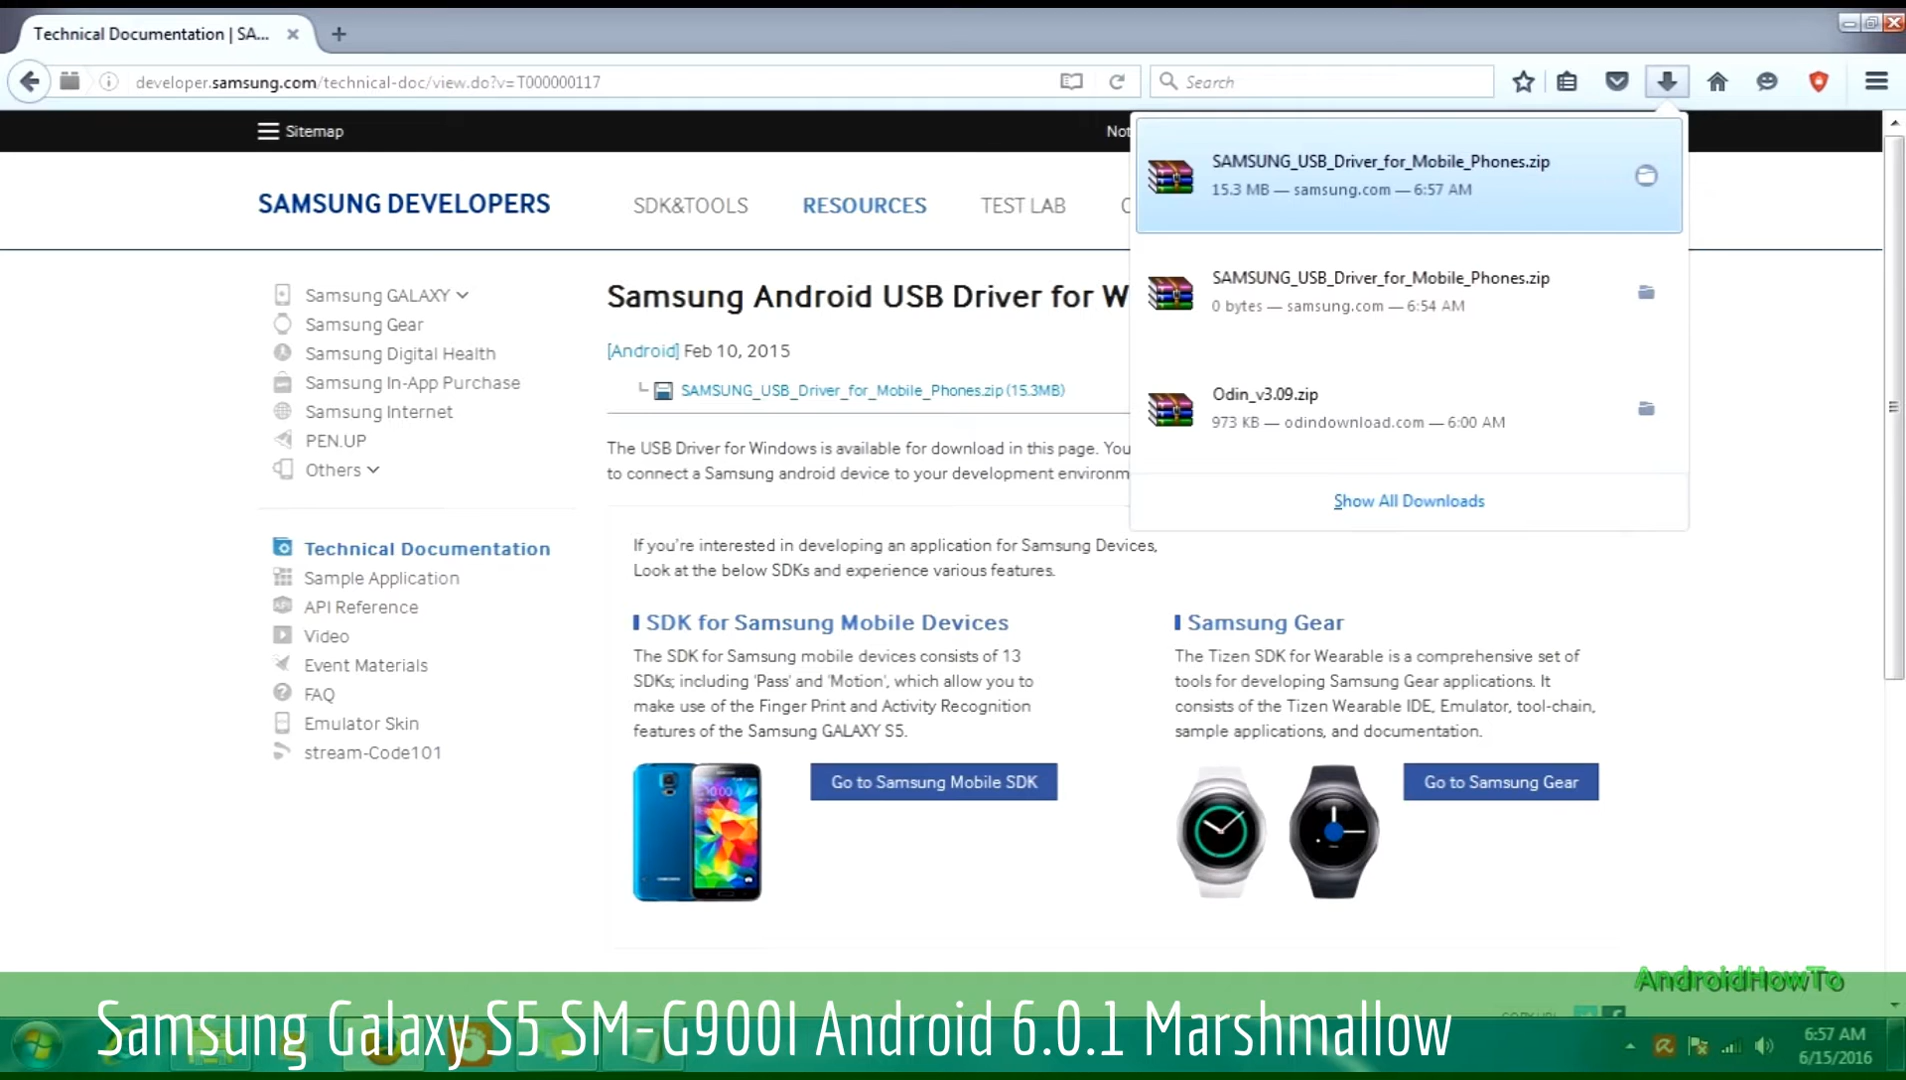 Technical Documentation | SA...
developer.samsung.com/technical-doc/view.do?v=T000000117
Search
Sitemap
Not
SAMSUNG DEVELOPERS
SDK&TOOLS
RESOURCES
TEST LAB
SAMSUNG_USB_Driver_for_Mobile_Phones.zip
15.3 MB — samsung.com — 6:57 AM
SAMSUNG_USB_Driver_for_Mobile_Phones.zip
0 bytes — samsung.com — 6:54 AM
Odin_v3.09.zip
973 KB — odindownload.com — 6:00 AM
Show All Downloads
Samsung GALAXY
Samsung Gear
Samsung Digital Health
Samsung In-App Purchase
Samsung Internet
PEN.UP
Others
Technical Documentation
Sample Application
API Reference
Video
Event Materials
FAQ
Emulator Skin
stream-Code101
Samsung Android USB Driver for W
[Android] Feb 10, 2015
SAMSUNG_USB_Driver_for_Mobile_Phones.zip (15.3MB)
The USB Driver for Windows is available for download in this page. You
to connect a Samsung android device to your development environm
If you're interested in developing an application for Samsung Devices,
Look at the below SDKs and experience various features.
SDK for Samsung Mobile Devices
The SDK for Samsung mobile devices consists of 13
SDKs; including 'Pass' and 'Motion', which allow you to
make use of the Finger Print and Activity Recognition
features of the Samsung GALAXY S5.
Go to Samsung Mobile SDK
Samsung Gear
The Tizen SDK for Wearable is a comprehensive set of
tools for developing Samsung Gear applications. It
consists of the Tizen Wearable IDE, Emulator, tool-chain,
sample applications, and documentation.
Go to Samsung Gear
AndroidHowTo
Samsung Galaxy S5 SM-G900I Android 6.0.1 Marshmallow
6:57 AM
6/15/2016